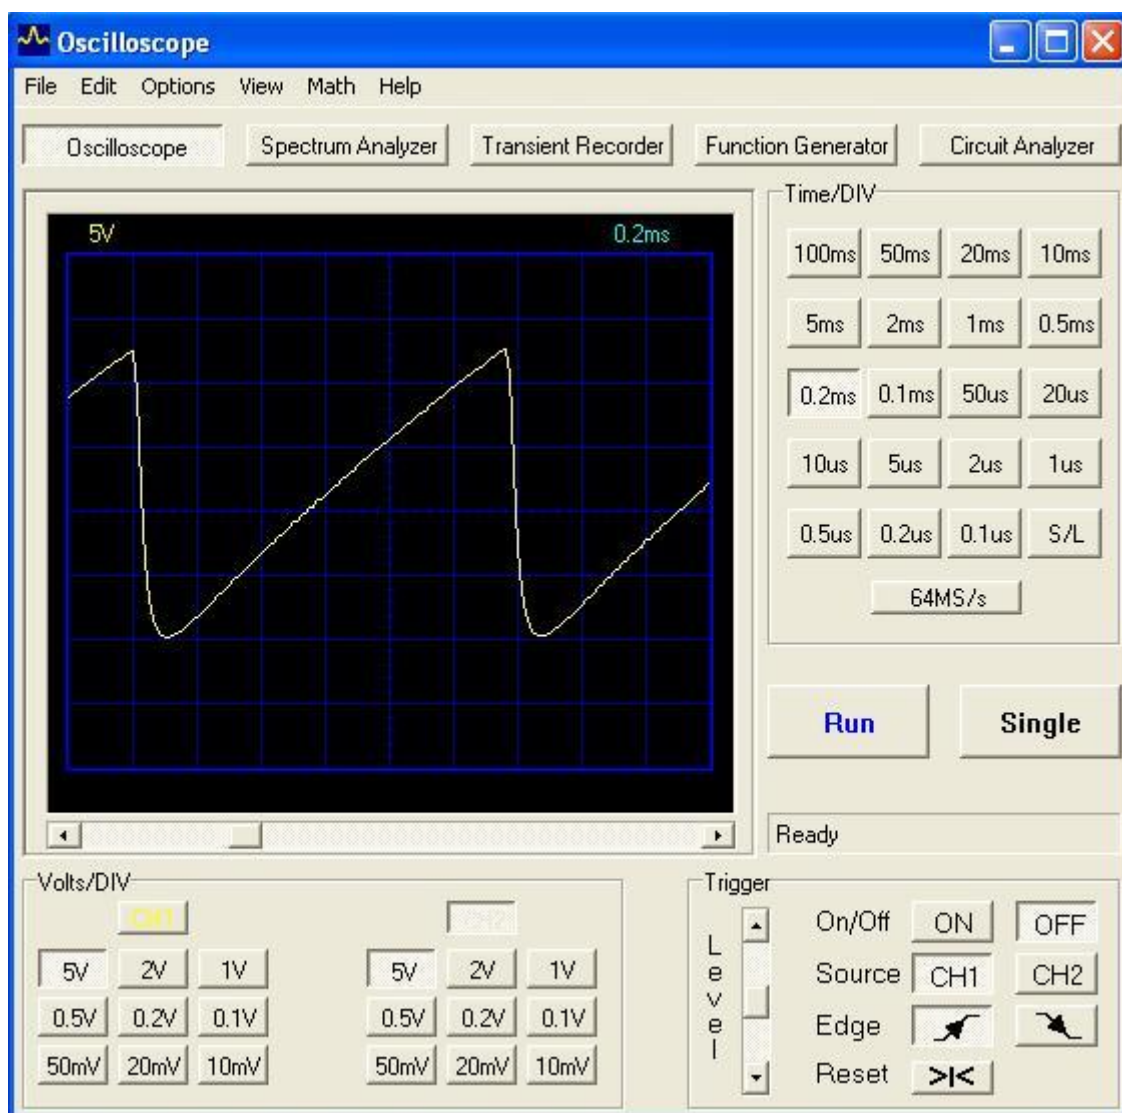 Oscilloscope
File Edit Options View Math Help
Oscilloscope Spectrum Analyzer Transient Recorder Function Generator Circuit Analyzer
5V 0.2ms
Time/DIV
100ms 50ms 20ms 10ms
5ms 2ms 1ms 0.5ms
0.2ms 0.1ms 50us 20us
10us 5us 2us 1us
0.5us 0.2us 0.1us S/L
64MS/s
Run Single
Ready
Volts/DIV
CH1 CH2
5V 2V 1V 5V 2V 1V
0.5V 0.2V 0.1V 0.5V 0.2V 0.1V
50mV 20mV 10mV 50mV 20mV 10mV
Trigger
Level
On/Off ON OFF
Source CH1 CH2
Edge
Reset >|<